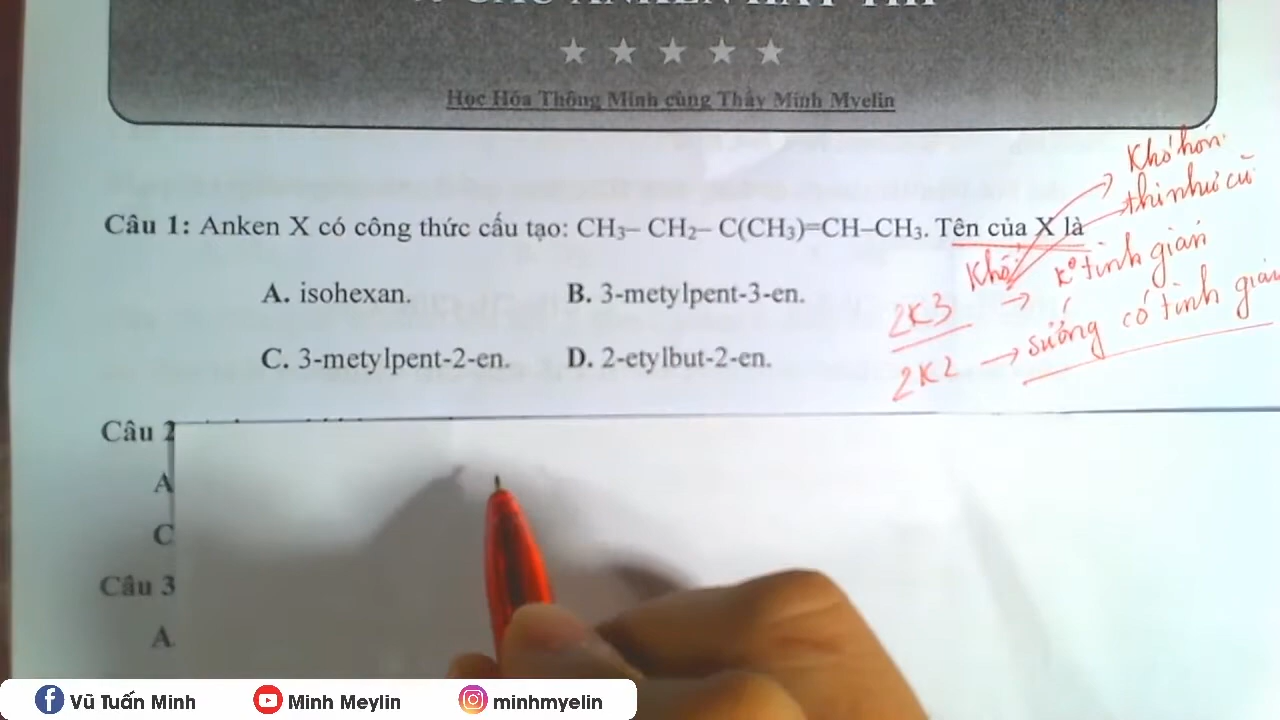 Học Hóa Thông Minh cùng Thầy Minh Myelin
Câu 1: Anken X có công thức cấu tạo: CH₃– CH₂– C(CH₃)=CH–CH₃. Tên của X là
A. isohexan.
B. 3-metylpent-3-en.
C. 3-metylpent-2-en.
D. 2-etylbut-2-en.
Khó hơn
thi như cũ
2K3
Khổ
→ k° tinh giản
2K2 → sướng có tinh giản
Câu 2
A
C
Câu 3
A
Vũ Tuấn Minh
Minh Meylin
minhmyelin